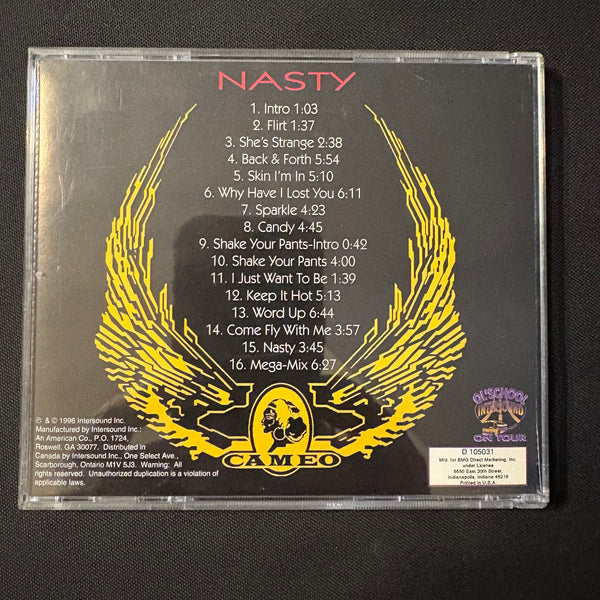 NASTY
1. Intro 1:03
2. Flirt 1:37
3. She's Strange 2:38
4. Back & Forth 5:54
5. Skin I'm In 5:10
6. Why Have I Lost You 6:11
7. Sparkle 4:23
8. Candy 4:45
9. Shake Your Pants-Intro 0:42
10. Shake Your Pants 4:00
11. I Just Want To Be 1:39
12. Keep It Hot 5:13
13. Word Up 6:44
14. Come Fly With Me 3:57
15. Nasty 3:45
16. Mega-Mix 6:27
CAMEO
℗ & © 1996 Intersound Inc.
Manufactured by Intersound Inc.:
An American Co., P.O. 1724,
Roswell, GA 30077. Distributed in
Canada by Intersound Inc., One Select Ave.,
Scarborough, Ontario M1V 5J3. Warning: All
rights reserved. Unauthorized duplication is a violation of
applicable laws.
OL'SCHOOL
INTERSOUND
ON TOUR
D 105031
Mfd. for BMG Direct Marketing, Inc.
under License
6550 East 30th Street,
Indianapolis, Indiana 46219
Printed in U.S.A.